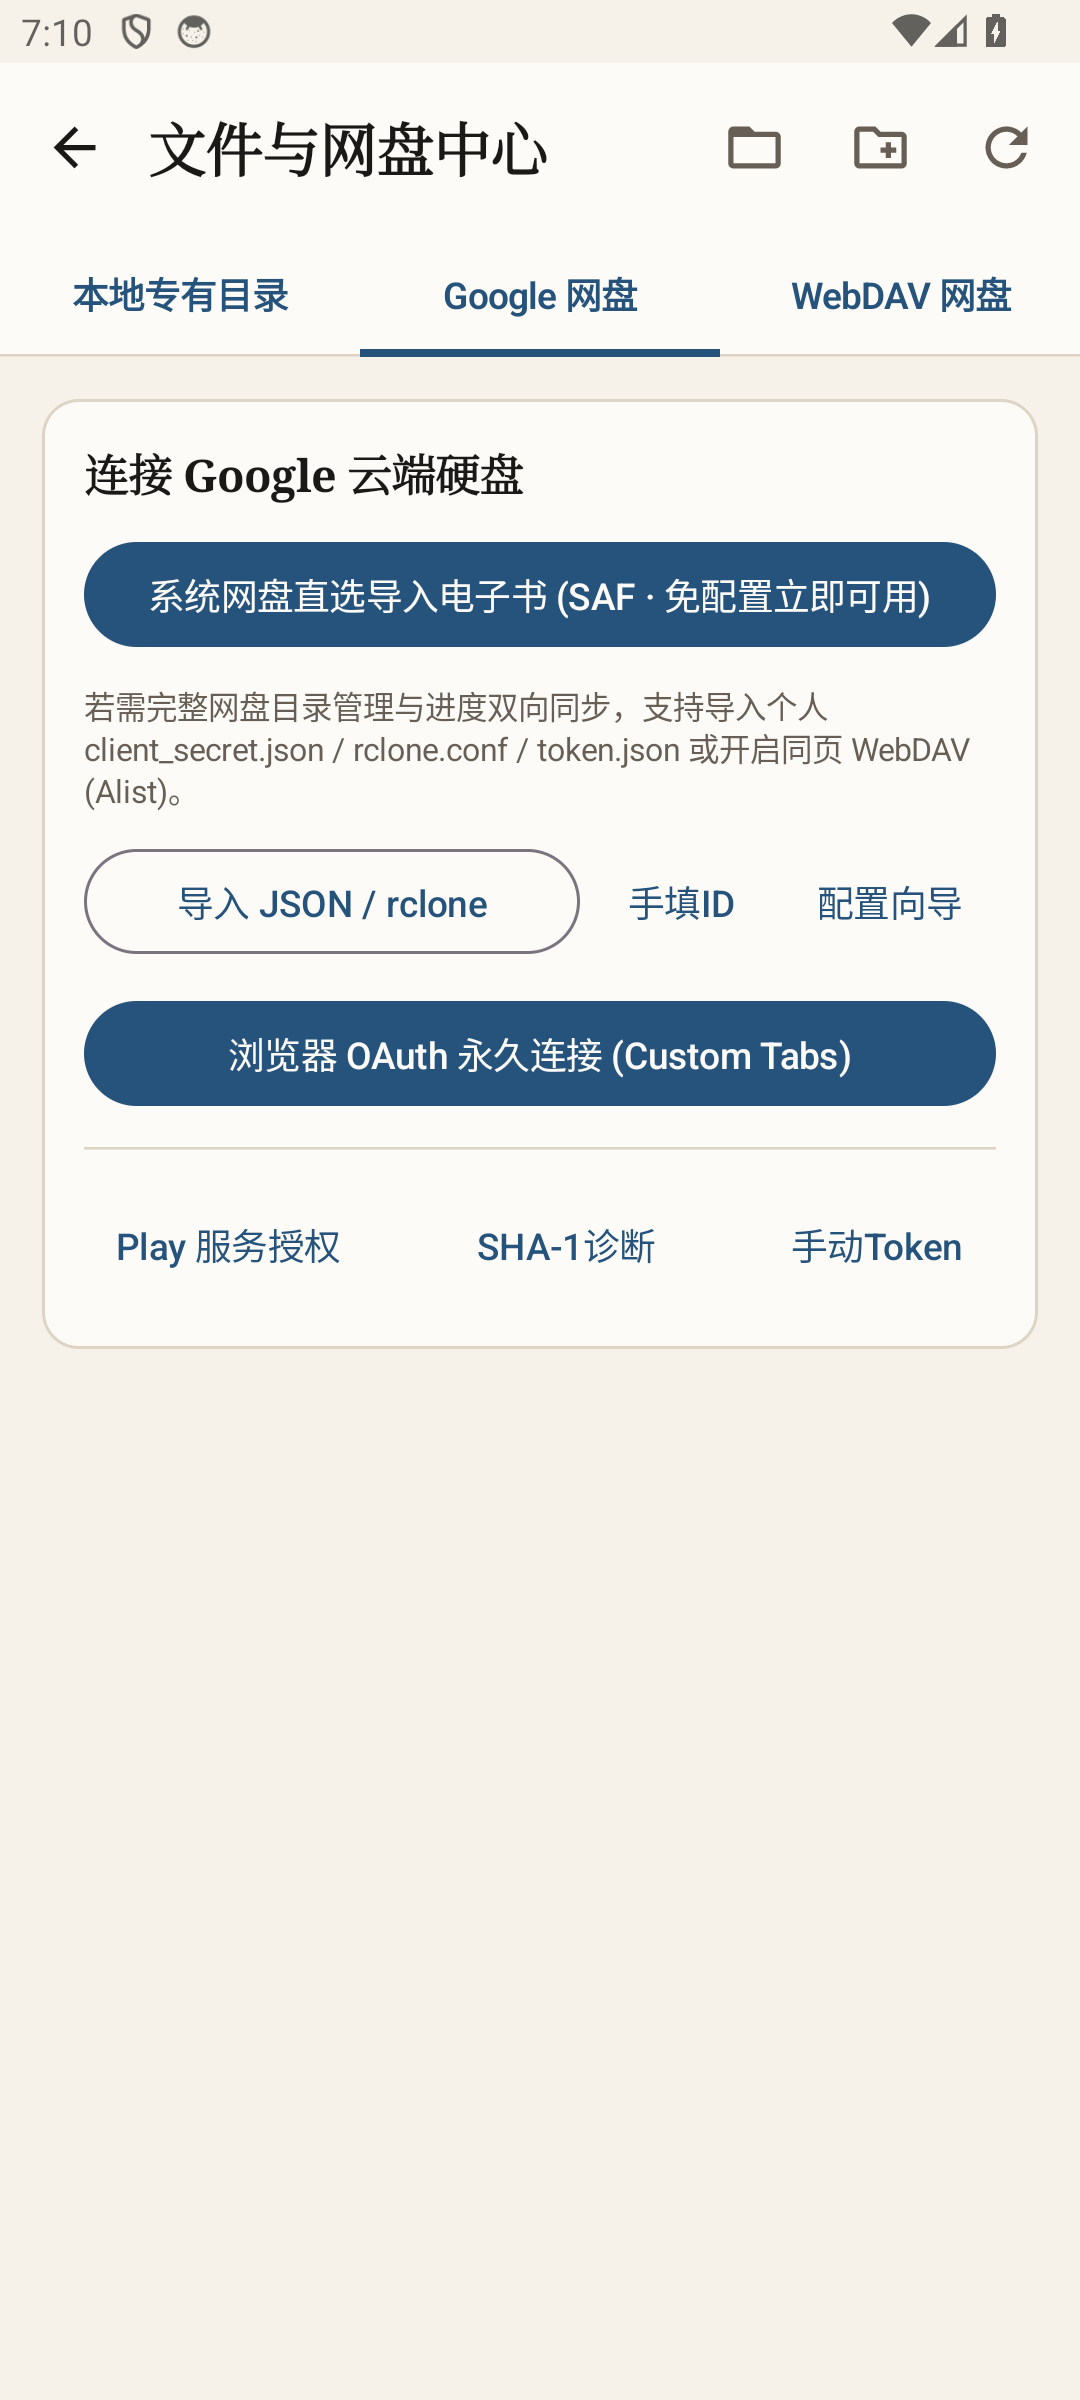 7:10
文件与网盘中心
本地专有目录
Google 网盘
WebDAV 网盘
连接 Google 云端硬盘
系统网盘直选导入电子书 (SAF · 免配置立即可用)
若需完整网盘目录管理与进度双向同步，支持导入个人
client_secret.json / rclone.conf / token.json 或开启同页 WebDAV
(Alist)。
导入 JSON / rclone
手填ID
配置向导
浏览器 OAuth 永久连接 (Custom Tabs)
Play 服务授权
SHA-1诊断
手动Token